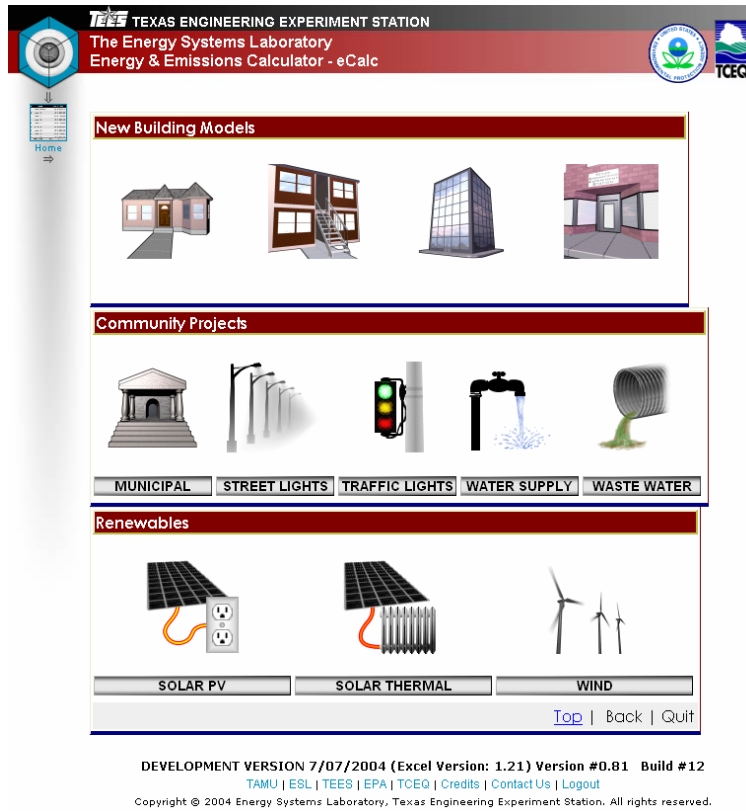 TEES TEXAS ENGINEERING EXPERIMENT STATION
The Energy Systems Laboratory
Energy & Emissions Calculator - eCalc
TCEQ
Home
New Building Models
Community Projects
MUNICIPAL STREET LIGHTS TRAFFIC LIGHTS WATER SUPPLY WASTE WATER
Renewables
SOLAR PV SOLAR THERMAL WIND
Top | Back | Quit
DEVELOPMENT VERSION 7/07/2004 (Excel Version: 1.21) Version #0.81 Build #12
TAMU | ESL | TEES | EPA | TCEQ | Credits | Contact Us | Logout
Copyright © 2004 Energy Systems Laboratory, Texas Engineering Experiment Station. All rights reserved.